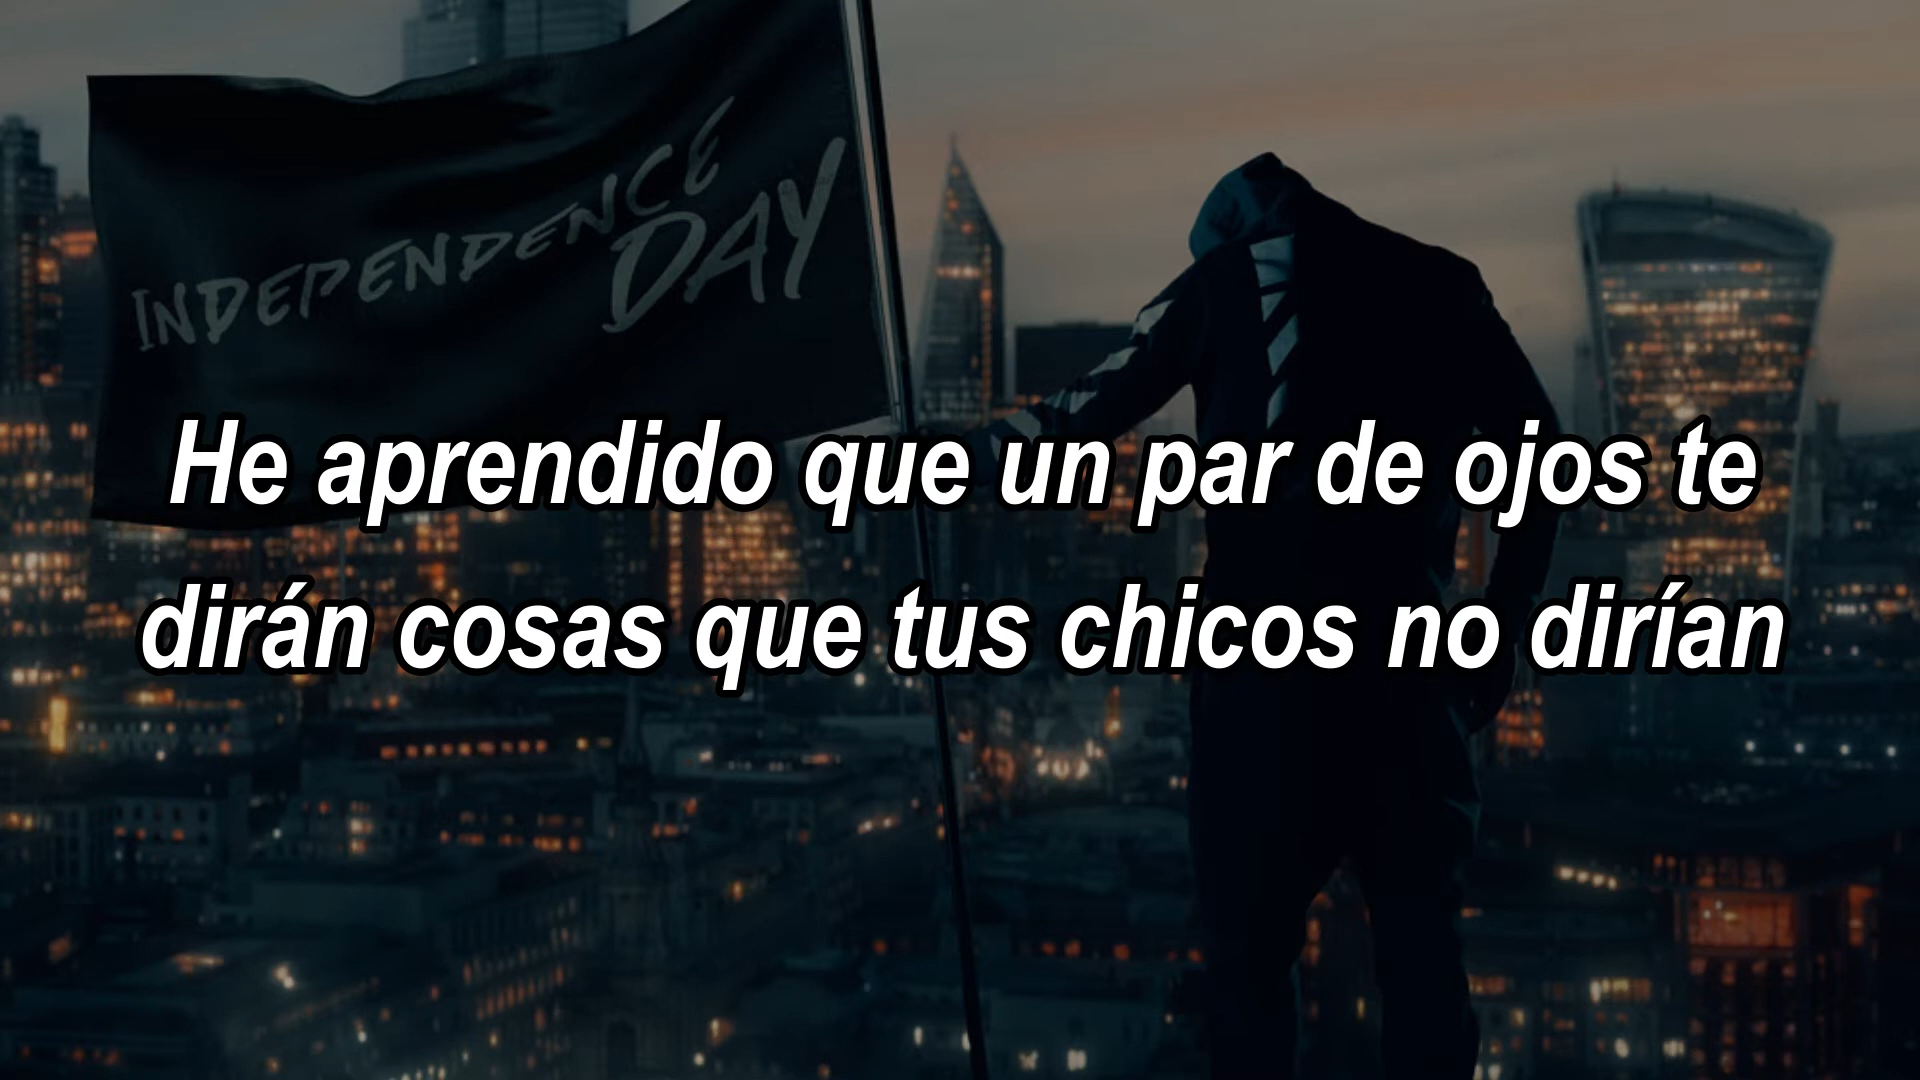 INDEPENDENCE
DAY
He aprendido que un par de ojos te
dirán cosas que tus chicos no dirían